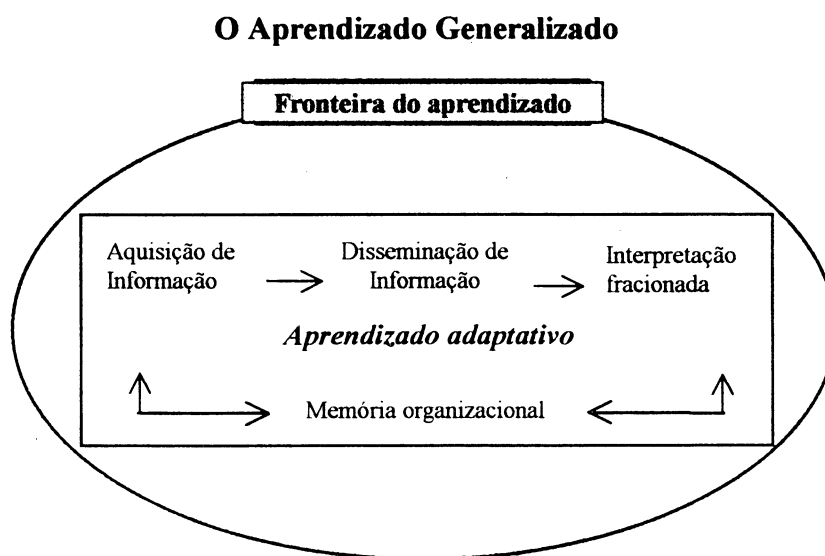 O Aprendizado Generalizado
Fronteira do aprendizado
Aquisição de
Informação
Disseminação de
Informação
Interpretação
fracionada
Aprendizado adaptativo
Memória organizacional